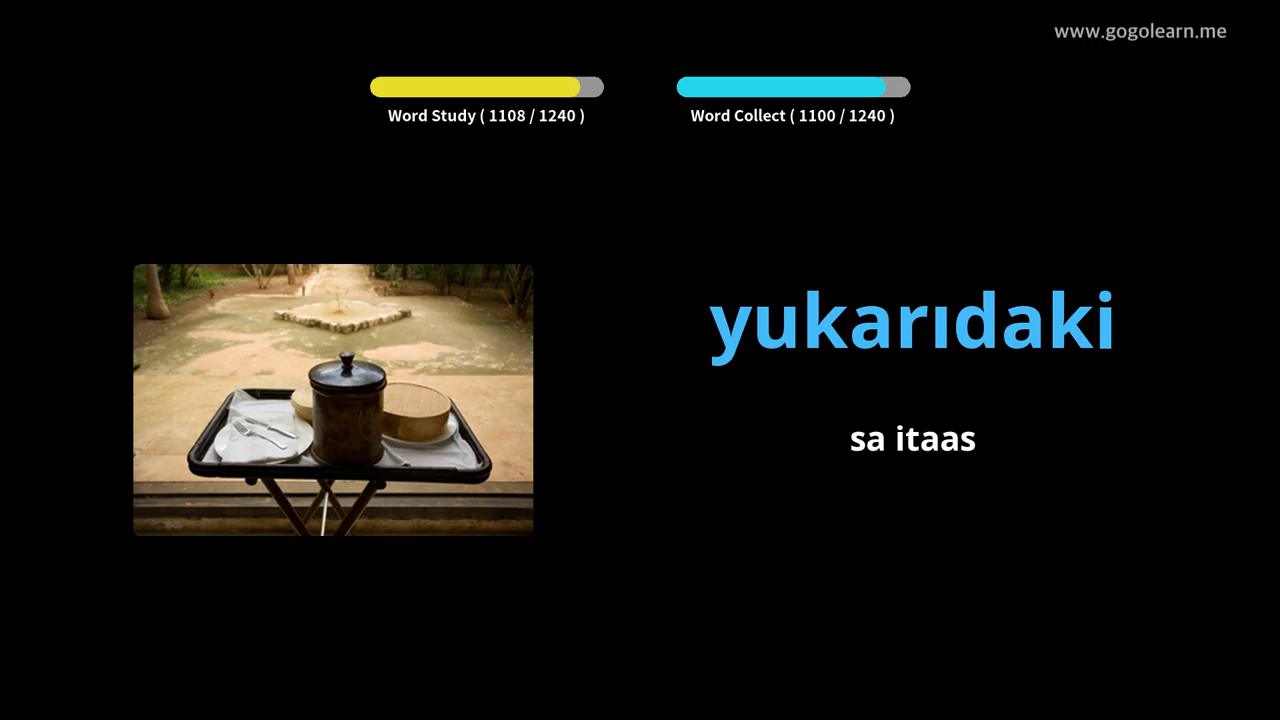 www.gogolearn.me
Word Study ( 1108 / 1240 )
Word Collect ( 1100 / 1240 )
yukarıdaki
sa itaas